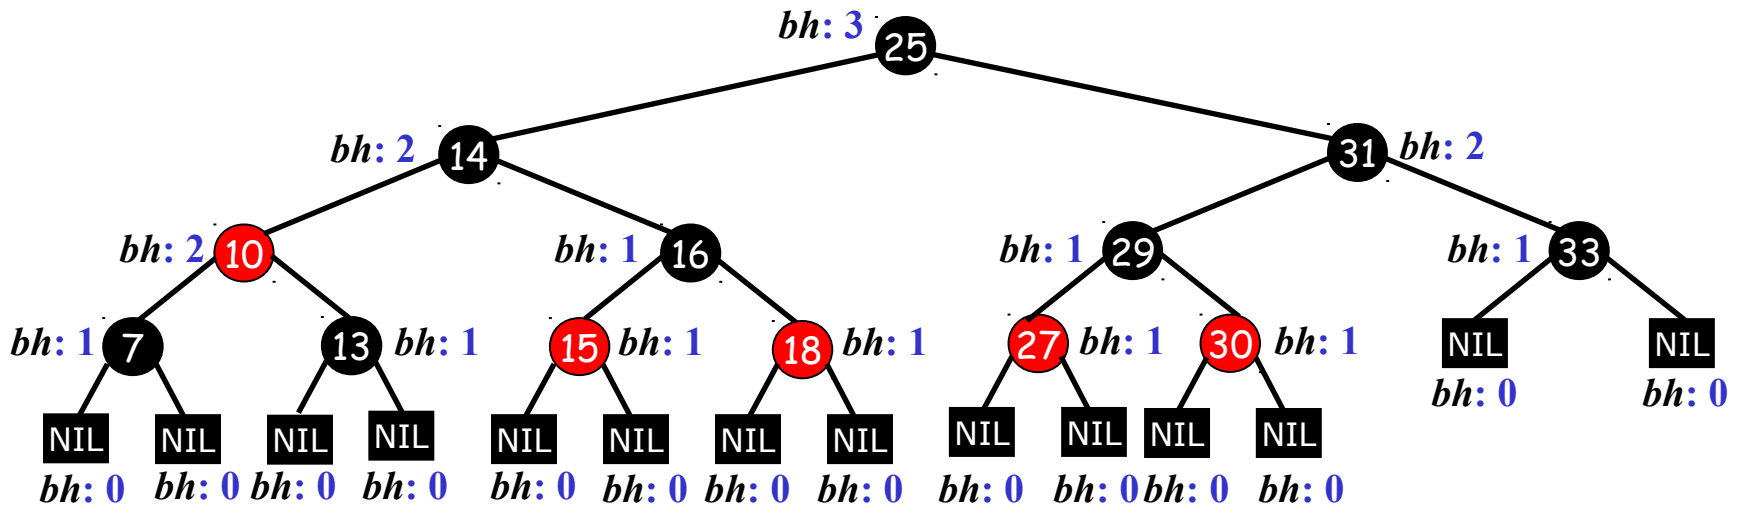 bh: 3 25
bh: 2 14 31 bh: 2
bh: 2 10 bh: 1 16 bh: 1 29 bh: 1 33
bh: 1 7 13 bh: 1 15 bh: 1 18 bh: 1 27 bh: 1 30 bh: 1 NIL NIL
bh: 0 bh: 0
NIL NIL NIL NIL NIL NIL NIL NIL NIL NIL NIL NIL
bh: 0 bh: 0 bh: 0 bh: 0 bh: 0 bh: 0 bh: 0 bh: 0 bh: 0 bh: 0 bh: 0 bh: 0